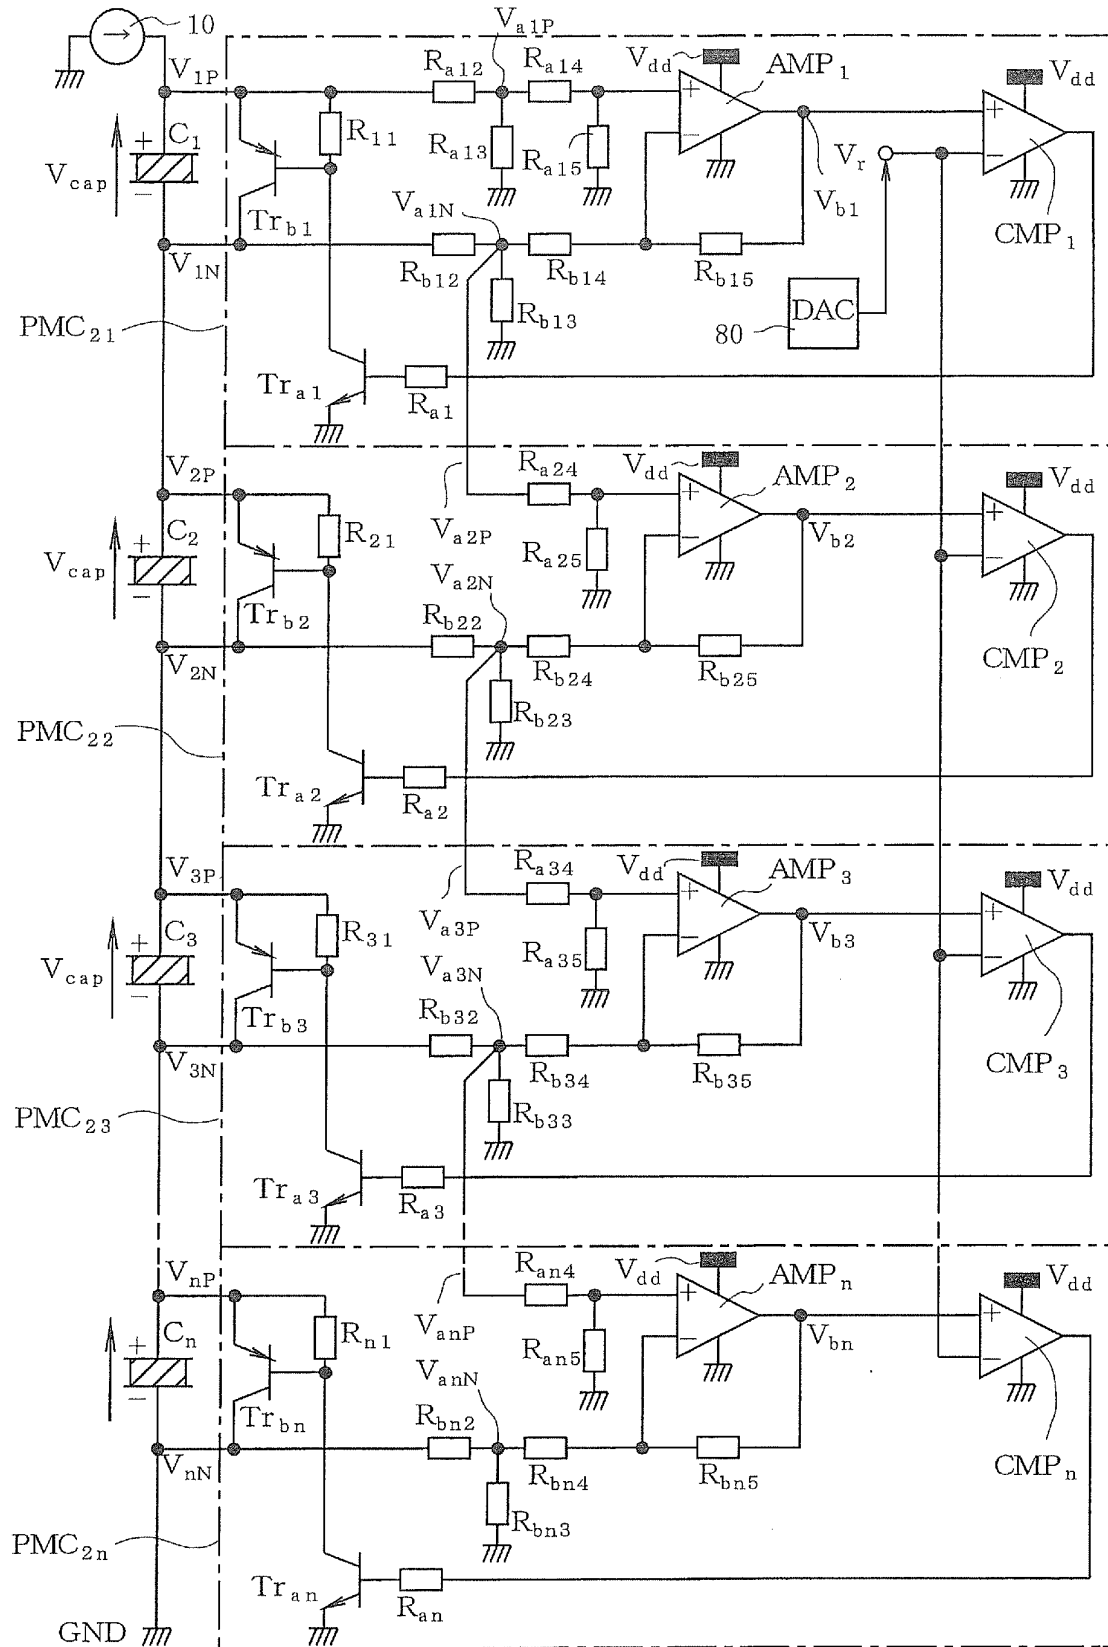 10
V1P
Va1P
Ra12
Ra14
Vdd
AMP1
Vdd
+
C1
Vcap
−
R11
Ra13
Ra15
+
−
Vr
+
−
Trb1
Va1N
Vb1
CMP1
V1N
Rb12
Rb14
Rb15
PMC21
Rb13
80
DAC
Tra1
Ra1
V2P
Ra24
Vdd
AMP2
Vdd
+
C2
Vcap
−
R21
Va2P
Ra25
+
−
Vb2
+
−
Trb2
Va2N
Rb22
CMP2
V2N
Rb24
Rb25
Rb23
PMC22
Tra2
Ra2
V3P
Ra34
Vdd
AMP3
Vdd
+
C3
Vcap
−
R31
Va3P
Ra35
+
−
Vb3
+
−
Trb3
Va3N
Rb32
CMP3
V3N
Rb34
Rb35
PMC23
Rb33
Tra3
Ra3
VnP
Ran4
Vdd
AMPn
Vdd
+
Cn
−
Rn1
VanP
Ran5
+
−
Vbn
+
−
Trbn
VanN
Rbn2
VnN
Rbn4
Rbn5
CMPn
PMC2n
Rbn3
Tran
Ran
GND